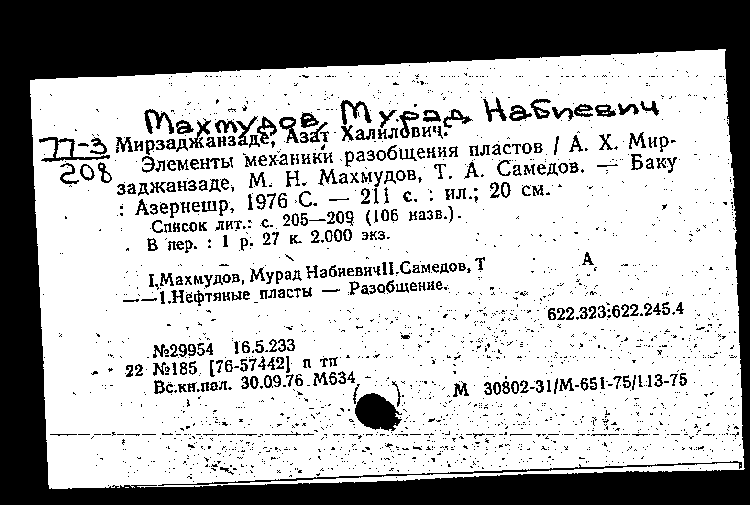 Махмудов, Мурад Набиевич
77-3
208
Мирзаджанзаде, Азат Халилович.
Элементы механики разобщения пластов / А. Х. Мир-
заджанзаде, М. Н. Махмудов, Т. А. Самедов. — Баку
: Азернешр, 1976 С. — 211 с. : ил.; 20 см.
Список лит.: с. 205—209 (106 назв.).
В пер. : 1 р. 27 к. 2.000 экз.
I.Махмудов, Мурад НабиевичII.Самедов, Т А
——1.Нефтяные пласты — Разобщение.
622.323:622.245.4
№29954 16.5.233
22 №185 [76-57442] п тп
Вс.кн.пал. 30.09.76 М634
М 30802-31/М-651-75/113-75